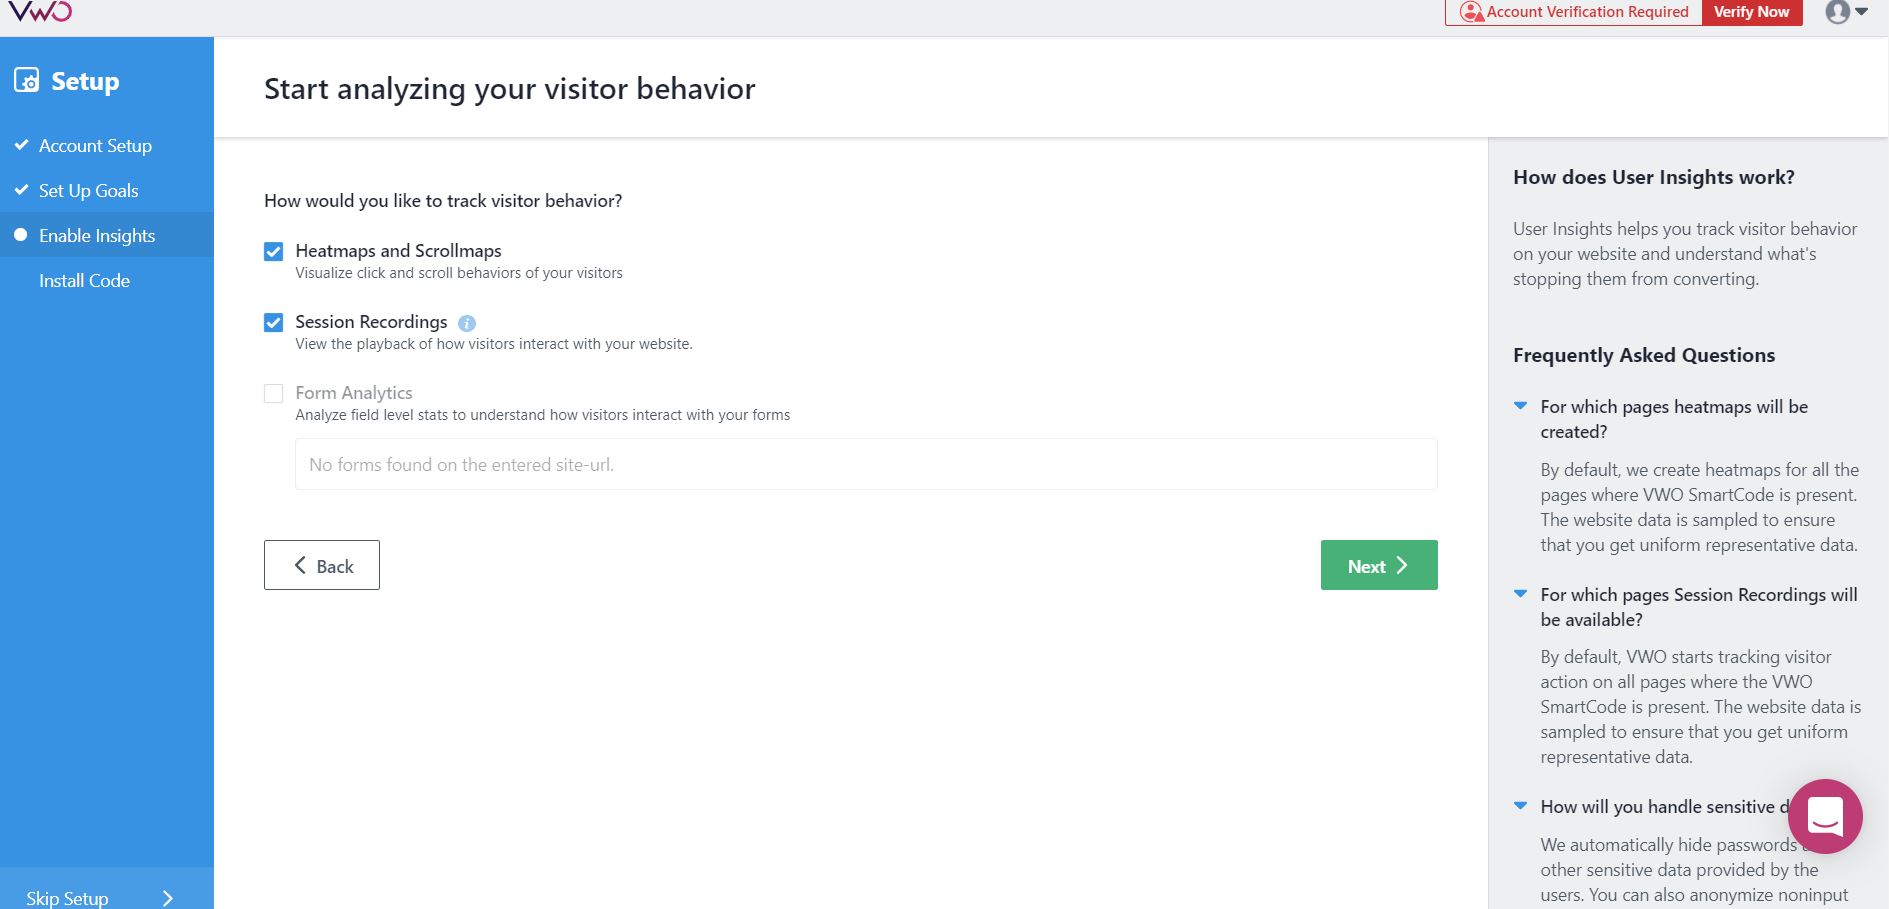 VWO
Account Verification Required
Verify Now
Setup
Account Setup
Set Up Goals
Enable Insights
Install Code
Skip Setup
Start analyzing your visitor behavior
How would you like to track visitor behavior?
Heatmaps and Scrollmaps
Visualize click and scroll behaviors of your visitors
Session Recordings
View the playback of how visitors interact with your website.
Form Analytics
Analyze field level stats to understand how visitors interact with your forms
No forms found on the entered site-url.
Back
Next
How does User Insights work?
User Insights helps you track visitor behavior
on your website and understand what's
stopping them from converting.
Frequently Asked Questions
For which pages heatmaps will be
created?
By default, we create heatmaps for all the
pages where VWO SmartCode is present.
The website data is sampled to ensure
that you get uniform representative data.
For which pages Session Recordings will
be available?
By default, VWO starts tracking visitor
action on all pages where the VWO
SmartCode is present. The website data is
sampled to ensure that you get uniform
representative data.
How will you handle sensitive
We automatically hide passwords
other sensitive data provided by the
users. You can also anonymize noninput